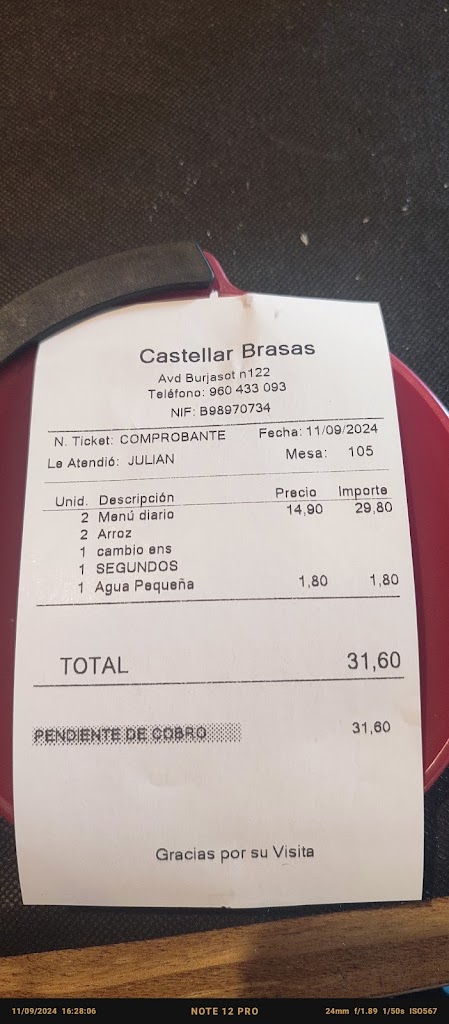 Castellar Brasas
Avd Burjasot n122
Teléfono: 960 433 093
NIF: B98970734
N. Ticket: COMPROBANTE Fecha: 11/09/2024
Le Atendió: JULIAN Mesa: 105
Unid. Descripción Precio Importe
2 Menú diario 14,90 29,80
2 Arroz
1 cambio ens
1 SEGUNDOS
1 Agua Pequeña 1,80 1,80
TOTAL 31,60
PENDIENTE DE COBRO 31,60
Gracias por su Visita
11/09/2024 16:28:06 NOTE 12 PRO 24mm f/1.89 1/50s ISO567